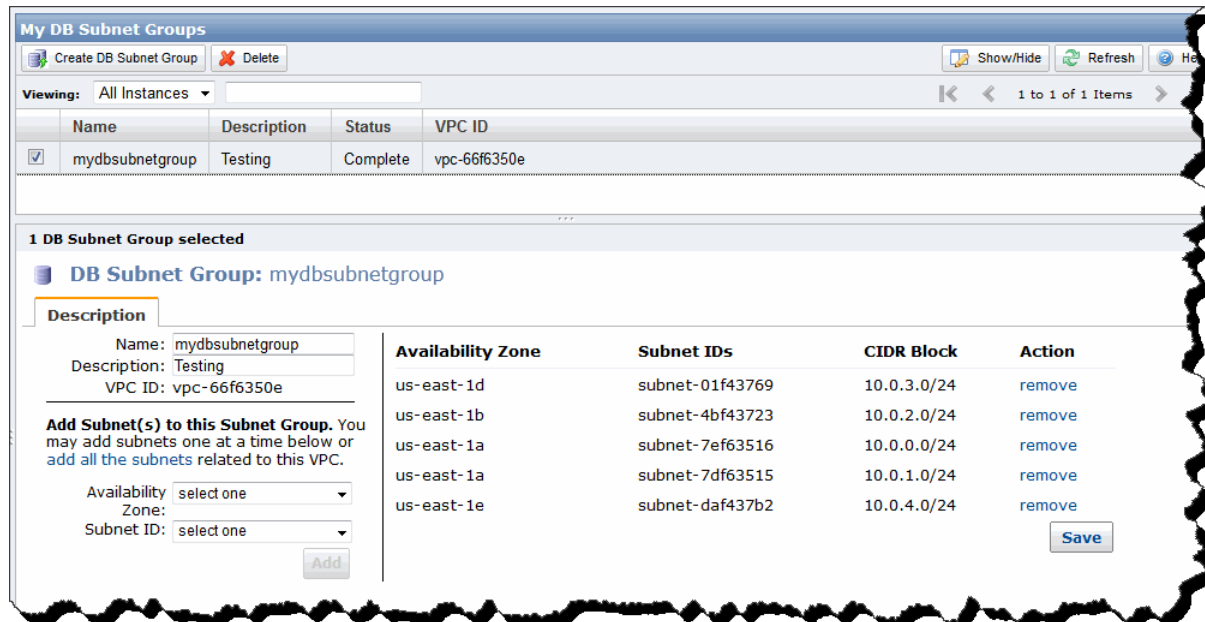 My DB Subnet Groups
Create DB Subnet Group Delete Show/Hide Refresh
Viewing: All Instances 1 to 1 of 1 Items
Name Description Status VPC ID
mydbsubnetgroup Testing Complete vpc-66f6350e
1 DB Subnet Group selected
DB Subnet Group: mydbsubnetgroup
Description
Name: mydbsubnetgroup
Description: Testing
VPC ID: vpc-66f6350e
Add Subnet(s) to this Subnet Group. You
may add subnets one at a time below or
add all the subnets related to this VPC.
Availability Zone: select one
Subnet ID: select one
Add
Availability Zone Subnet IDs CIDR Block Action
us-east-1d subnet-01f43769 10.0.3.0/24 remove
us-east-1b subnet-4bf43723 10.0.2.0/24 remove
us-east-1a subnet-7ef63516 10.0.0.0/24 remove
us-east-1a subnet-7df63515 10.0.1.0/24 remove
us-east-1e subnet-daf437b2 10.0.4.0/24 remove
Save